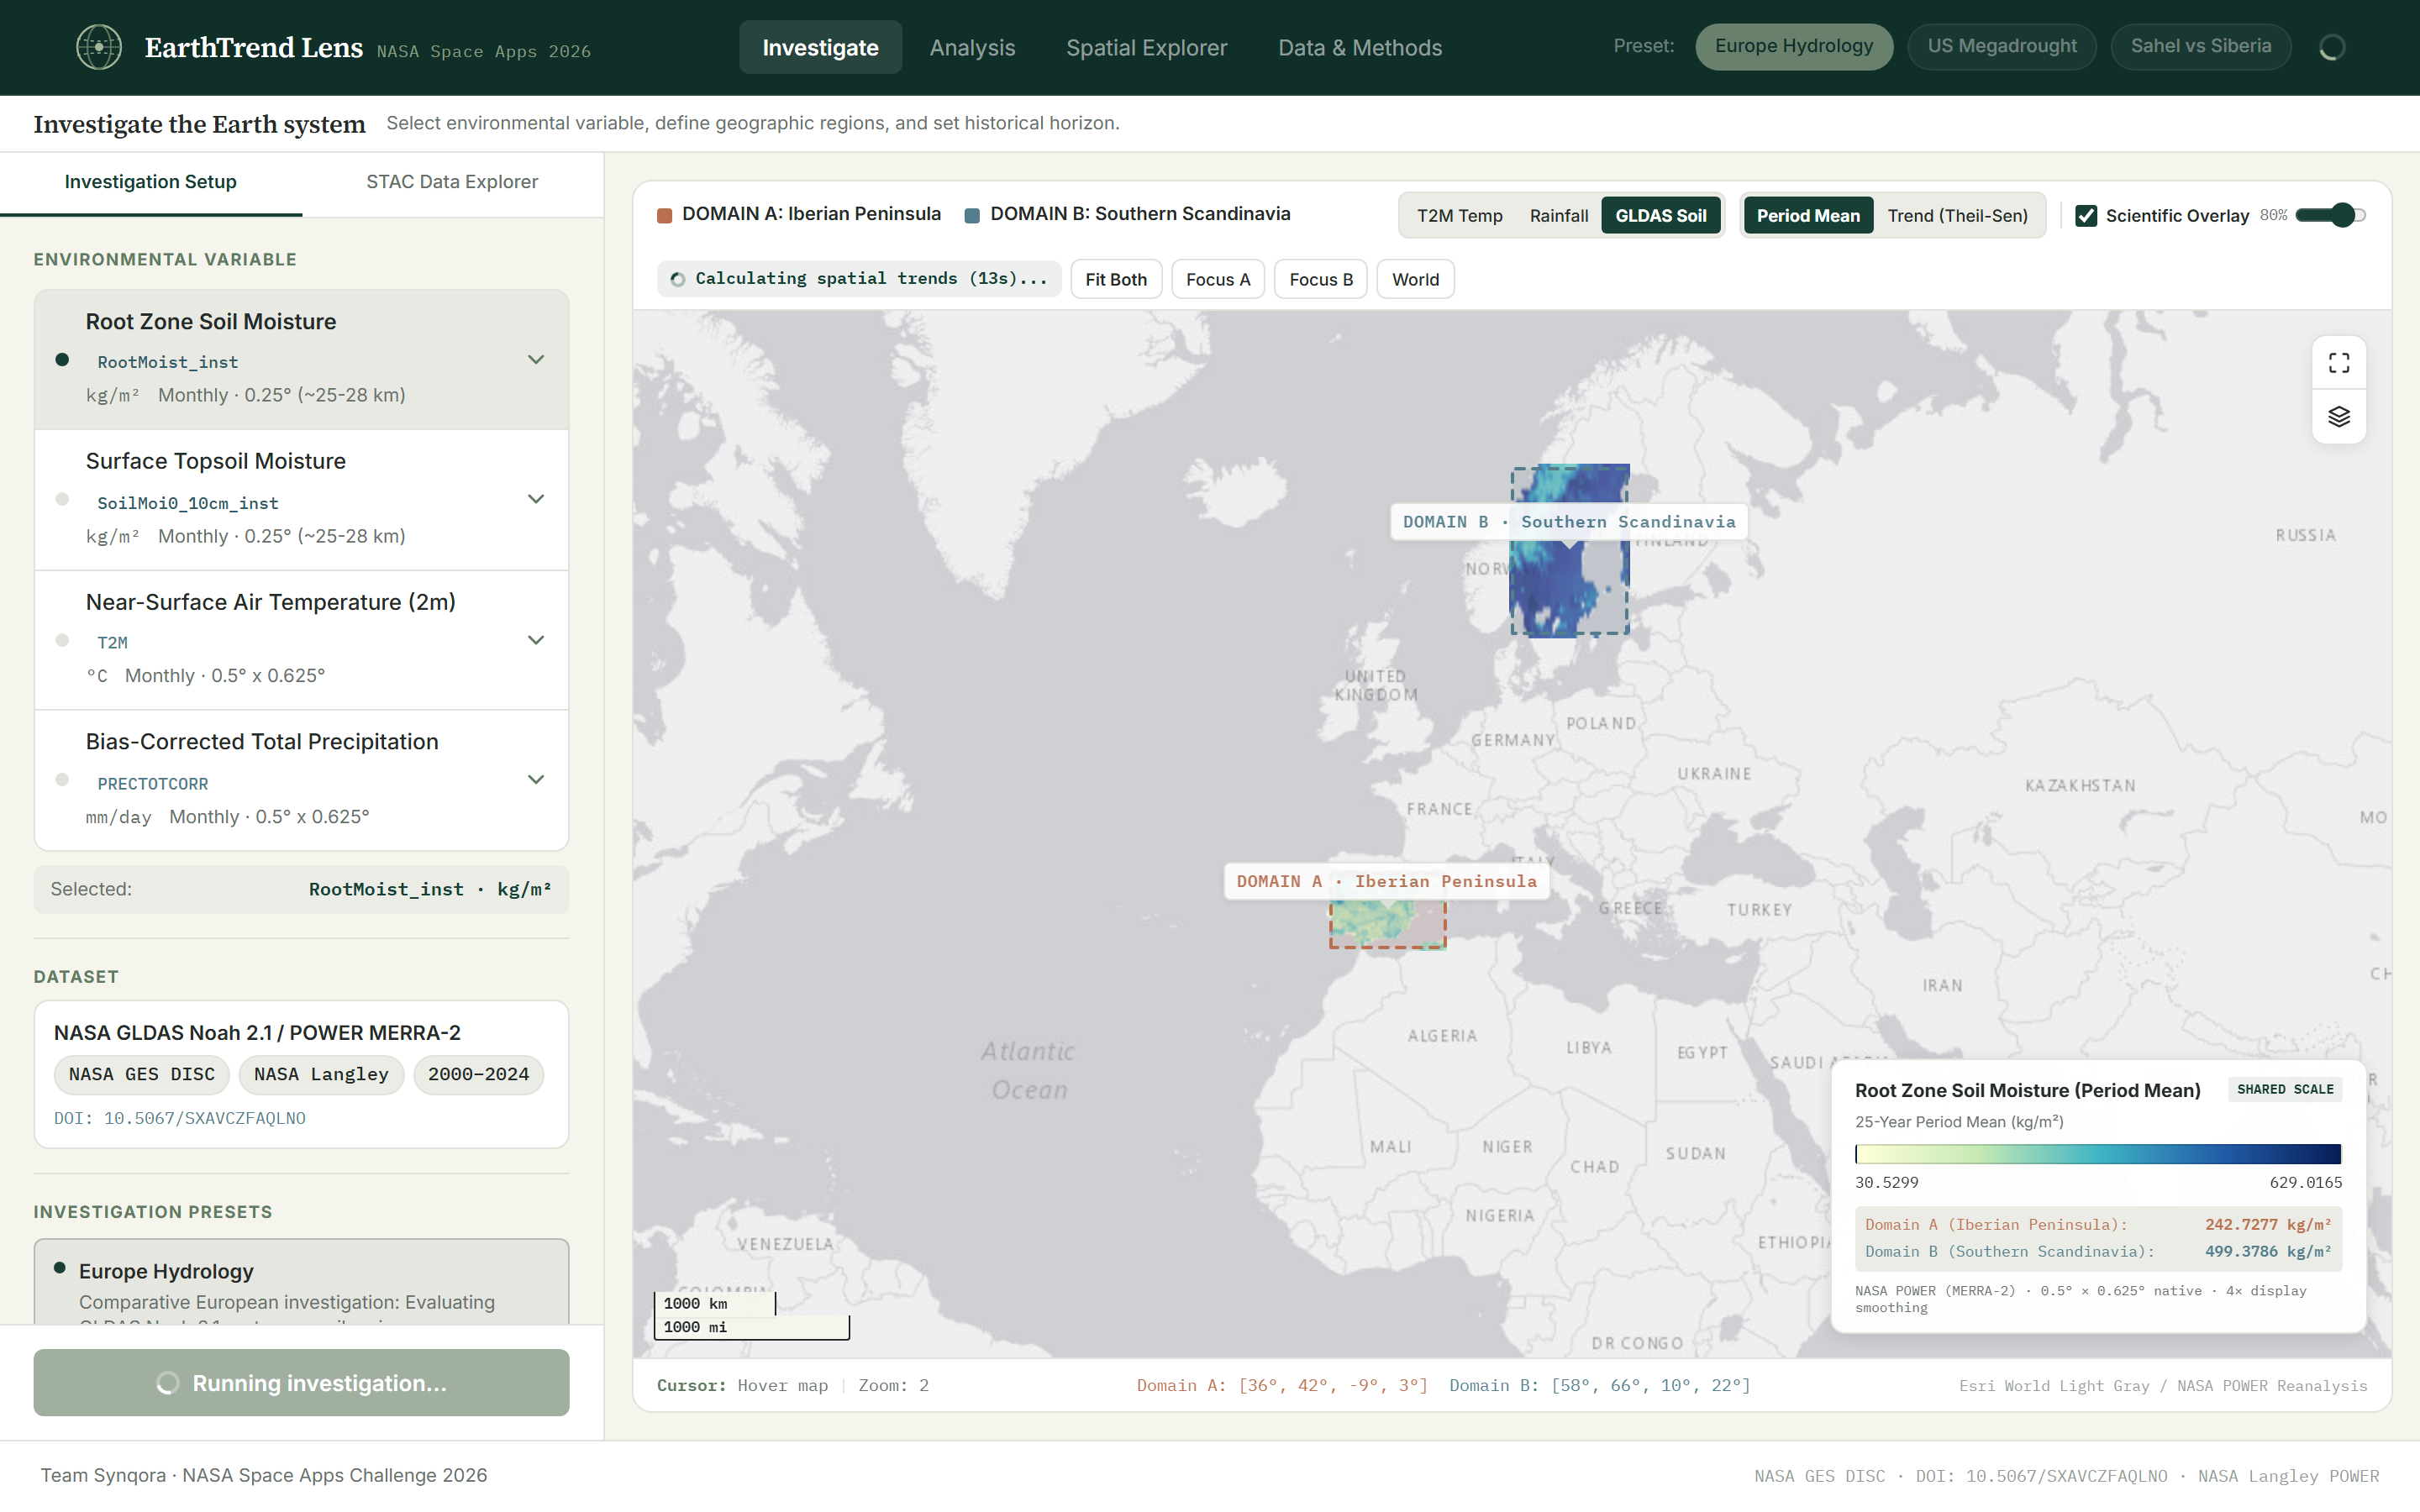 EarthTrend Lens NASA Space Apps 2026
Investigate Analysis Spatial Explorer Data & Methods
Preset: Europe Hydrology US Megadrought Sahel vs Siberia
Investigate the Earth system Select environmental variable, define geographic regions, and set historical horizon.
Investigation Setup STAC Data Explorer
ENVIRONMENTAL VARIABLE
Root Zone Soil Moisture
RootMoist_inst
kg/m² Monthly · 0.25° (~25-28 km)
Surface Topsoil Moisture
SoilMoi0_10cm_inst
kg/m² Monthly · 0.25° (~25-28 km)
Near-Surface Air Temperature (2m)
T2M
°C Monthly · 0.5° x 0.625°
Bias-Corrected Total Precipitation
PRECTOTCORR
mm/day Monthly · 0.5° x 0.625°
Selected: RootMoist_inst · kg/m²
DATASET
NASA GLDAS Noah 2.1 / POWER MERRA-2
NASA GES DISC NASA Langley 2000–2024
DOI: 10.5067/SXAVCZFAQLNO
INVESTIGATION PRESETS
Europe Hydrology
Comparative European investigation: Evaluating
Running investigation...
DOMAIN A: Iberian Peninsula DOMAIN B: Southern Scandinavia
T2M Temp Rainfall GLDAS Soil
Period Mean Trend (Theil-Sen)
Scientific Overlay 80%
Calculating spatial trends (13s)...
Fit Both Focus A Focus B World
DOMAIN B · Southern Scandinavia
FINLAND
RUSSIA
UNITED
KINGDOM
POLAND
GERMANY
UKRAINE
KAZAKHSTAN
FRANCE
MO
ITALY
DOMAIN A · Iberian Peninsula
GREECE
TURKEY
CH
IRAN
Atlantic
Ocean
ALGERIA
LIBYA
EGYPT
SAUDI ARABIA
MALI
NIGER
CHAD
SUDAN
NIGERIA
VENEZUELA
COLOMBIA
DR CONGO
1000 km
1000 mi
Root Zone Soil Moisture (Period Mean) SHARED SCALE
25-Year Period Mean (kg/m²)
30.5299 629.0165
Domain A (Iberian Peninsula): 242.7277 kg/m²
Domain B (Southern Scandinavia): 499.3786 kg/m²
NASA POWER (MERRA-2) · 0.5° × 0.625° native · 4× display
smoothing
Cursor: Hover map | Zoom: 2
Domain A: [36°, 42°, -9°, 3°] Domain B: [58°, 66°, 10°, 22°]
Esri World Light Gray / NASA POWER Reanalysis
Team Synqora · NASA Space Apps Challenge 2026
NASA GES DISC · DOI: 10.5067/SXAVCZFAQLNO · NASA Langley POWER